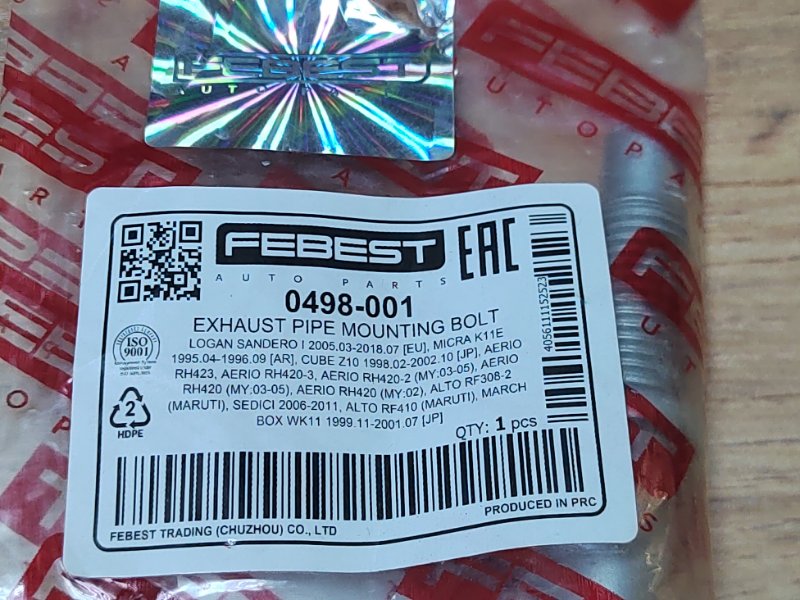 FEBEST
FEBEST
AUTO PARTS
EAC
0498-001
EXHAUST PIPE MOUNTING BOLT
LOGAN SANDERO I 2005.03-2018.07 [EU], MICRA K11E
1995.04-1996.09 [AR], CUBE Z10 1998.02-2002.10 [JP], AERIO
RH423, AERIO RH420-3, AERIO RH420-2 (MY:03-05), AERIO
RH420 (MY:03-05), AERIO RH420 (MY:02), ALTO RF308-2
(MARUTI), SEDICI 2006-2011, ALTO RF410 (MARUTI), MARCH
BOX WK11 1999.11-2001.07 [JP]
QTY: 1 pcs
ISO
9001
2
HDPE
4056111152523
FEBEST TRADING (CHUZHOU) CO., LTD
PRODUCED IN PRC